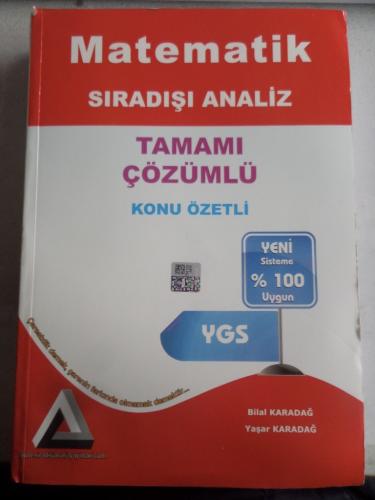 Matematik
SIRADIŞI ANALİZ
TAMAMI
ÇÖZÜMLÜ
KONU ÖZETLİ
YENİ
Sisteme
% 100
Uygun
YGS
Bilal KARADAĞ
Yaşar KARADAĞ